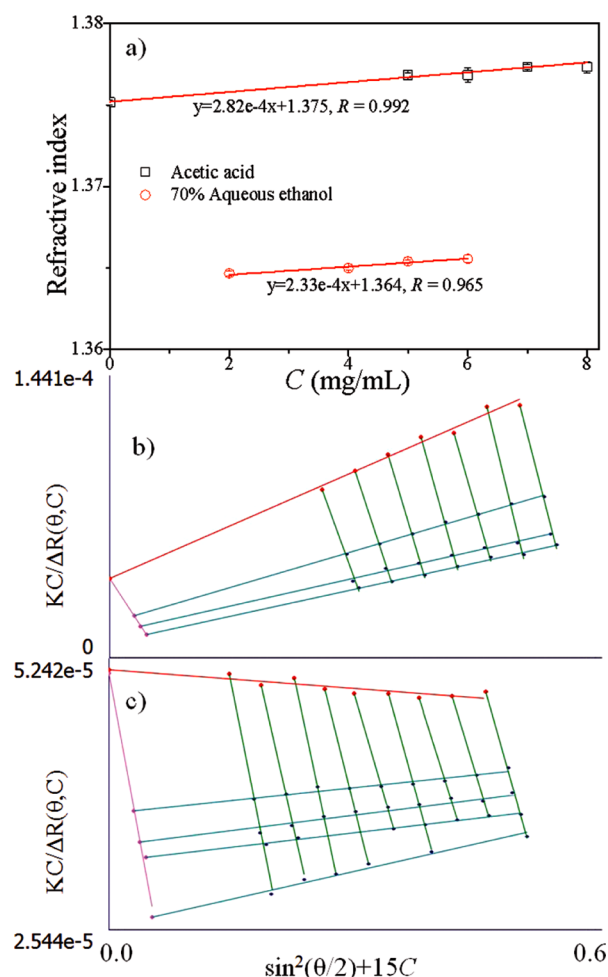 1.38
a)
y=2.82e-4x+1.375, R = 0.992
Acetic acid
70% Aqueous ethanol
1.37
Refractive index
y=2.33e-4x+1.364, R = 0.965
1.36
0 2 4 6 8
C (mg/mL)
1.441e-4
b)
KC/ΔR(θ,C)
0
5.242e-5
c)
KC/ΔR(θ,C)
2.544e-5
0.0 0.6
sin²(θ/2)+15C